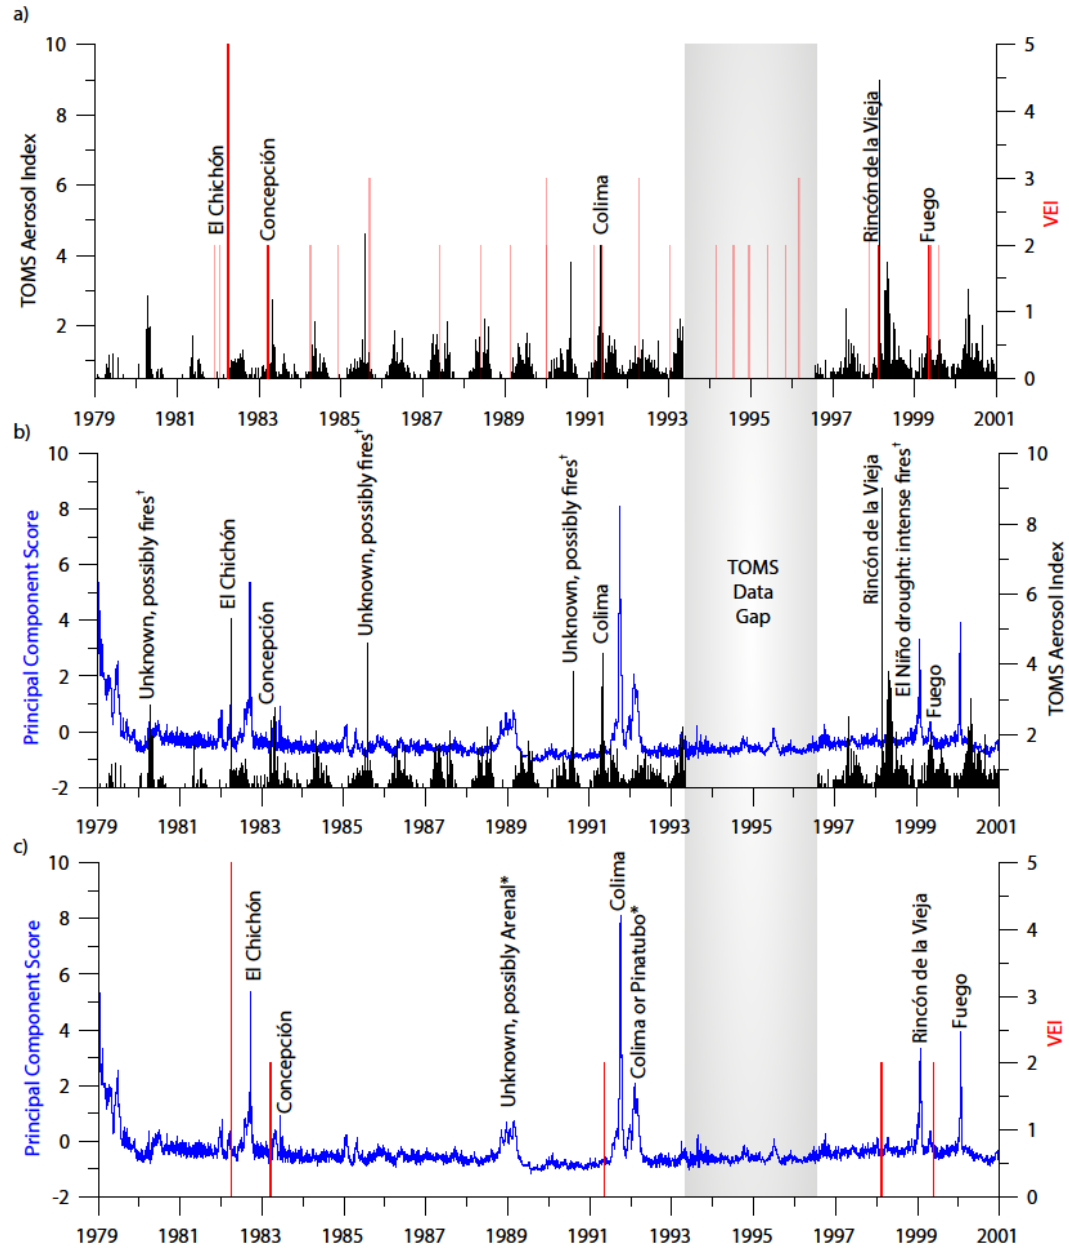 a)
10
8
6
4
2
TOMS Aerosol Index
El Chichón
Concepción
Colima
Rincón de la Vieja
Fuego
5
4
3
2
1
0
VEI
1979 1981 1983 1985 1987 1989 1991 1993 1995 1997 1999 2001
b)
10
8
6
4
2
0
-2
Principal Component Score
Unknown, possibly fires†
El Chichón
Concepción
Unknown, possibly fires†
Unknown, possibly fires†
Colima
TOMS
Data
Gap
Rincón de la Vieja
El Niño drought: intense fires†
Fuego
10
8
6
4
2
TOMS Aerosol Index
1979 1981 1983 1985 1987 1989 1991 1993 1995 1997 1999 2001
c)
10
8
6
4
2
0
-2
Principal Component Score
El Chichón
Concepción
Unknown, possibly Arenal*
Colima
Colima or Pinatubo*
Rincón de la Vieja
Fuego
5
4
3
2
1
0
VEI
1979 1981 1983 1985 1987 1989 1991 1993 1995 1997 1999 2001